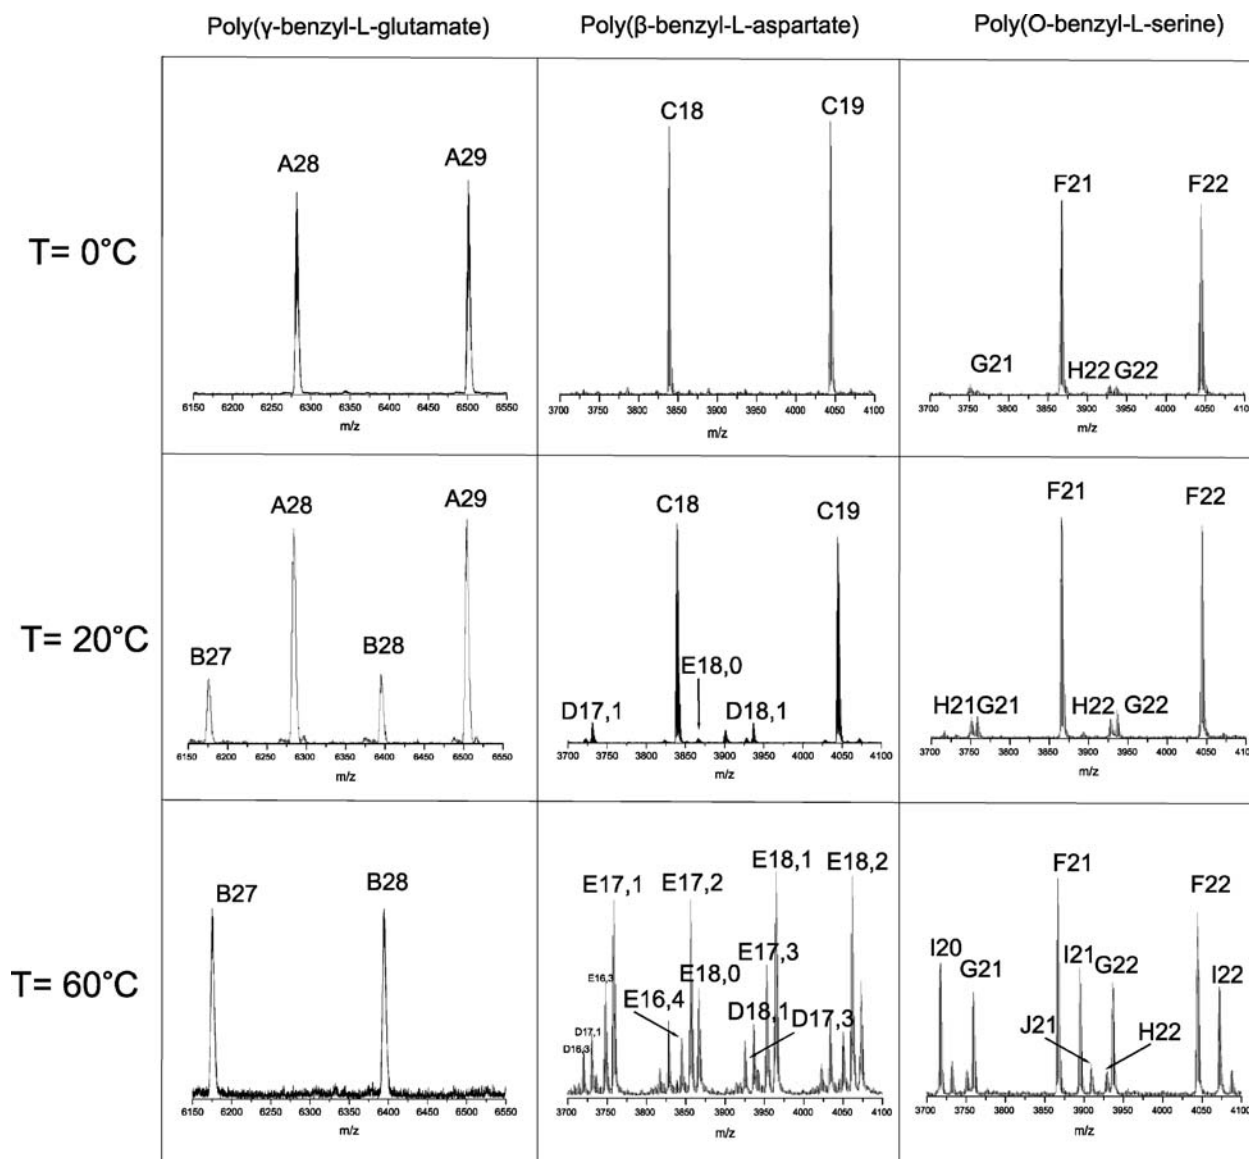 Poly(γ-benzyl-L-glutamate) Poly(β-benzyl-L-aspartate) Poly(O-benzyl-L-serine)
T= 0°C
A28 A29
6150 6200 6250 6300 6350 6400 6450 6500 6550
m/z
C18 C19
3700 3750 3800 3850 3900 3950 4000 4050 4100
m/z
F21 F22
G21 H22 G22
3700 3750 3800 3850 3900 3950 4000 4050 4100
m/z
T= 20°C
A28 A29
B27 B28
6150 6200 6250 6300 6350 6400 6450 6500 6550
m/z
C18 C19
E18,0
D17,1 D18,1
3700 3750 3800 3850 3900 3950 4000 4050 4100
m/z
F21 F22
H21 G21 H22 G22
3700 3750 3800 3850 3900 3950 4000 4050 4100
m/z
T= 60°C
B27 B28
6150 6200 6250 6300 6350 6400 6450 6500 6550
m/z
E18,1 E18,2
E17,1 E17,2
E17,3
E16,3 E18,0
E16,4
D18,1 D17,3
D17,1
D16,3
3700 3750 3800 3850 3900 3950 4000 4050 4100
m/z
F21 F22
I20 I21 G22 I22
G21
J21 H22
3700 3750 3800 3850 3900 3950 4000 4050 4100
m/z